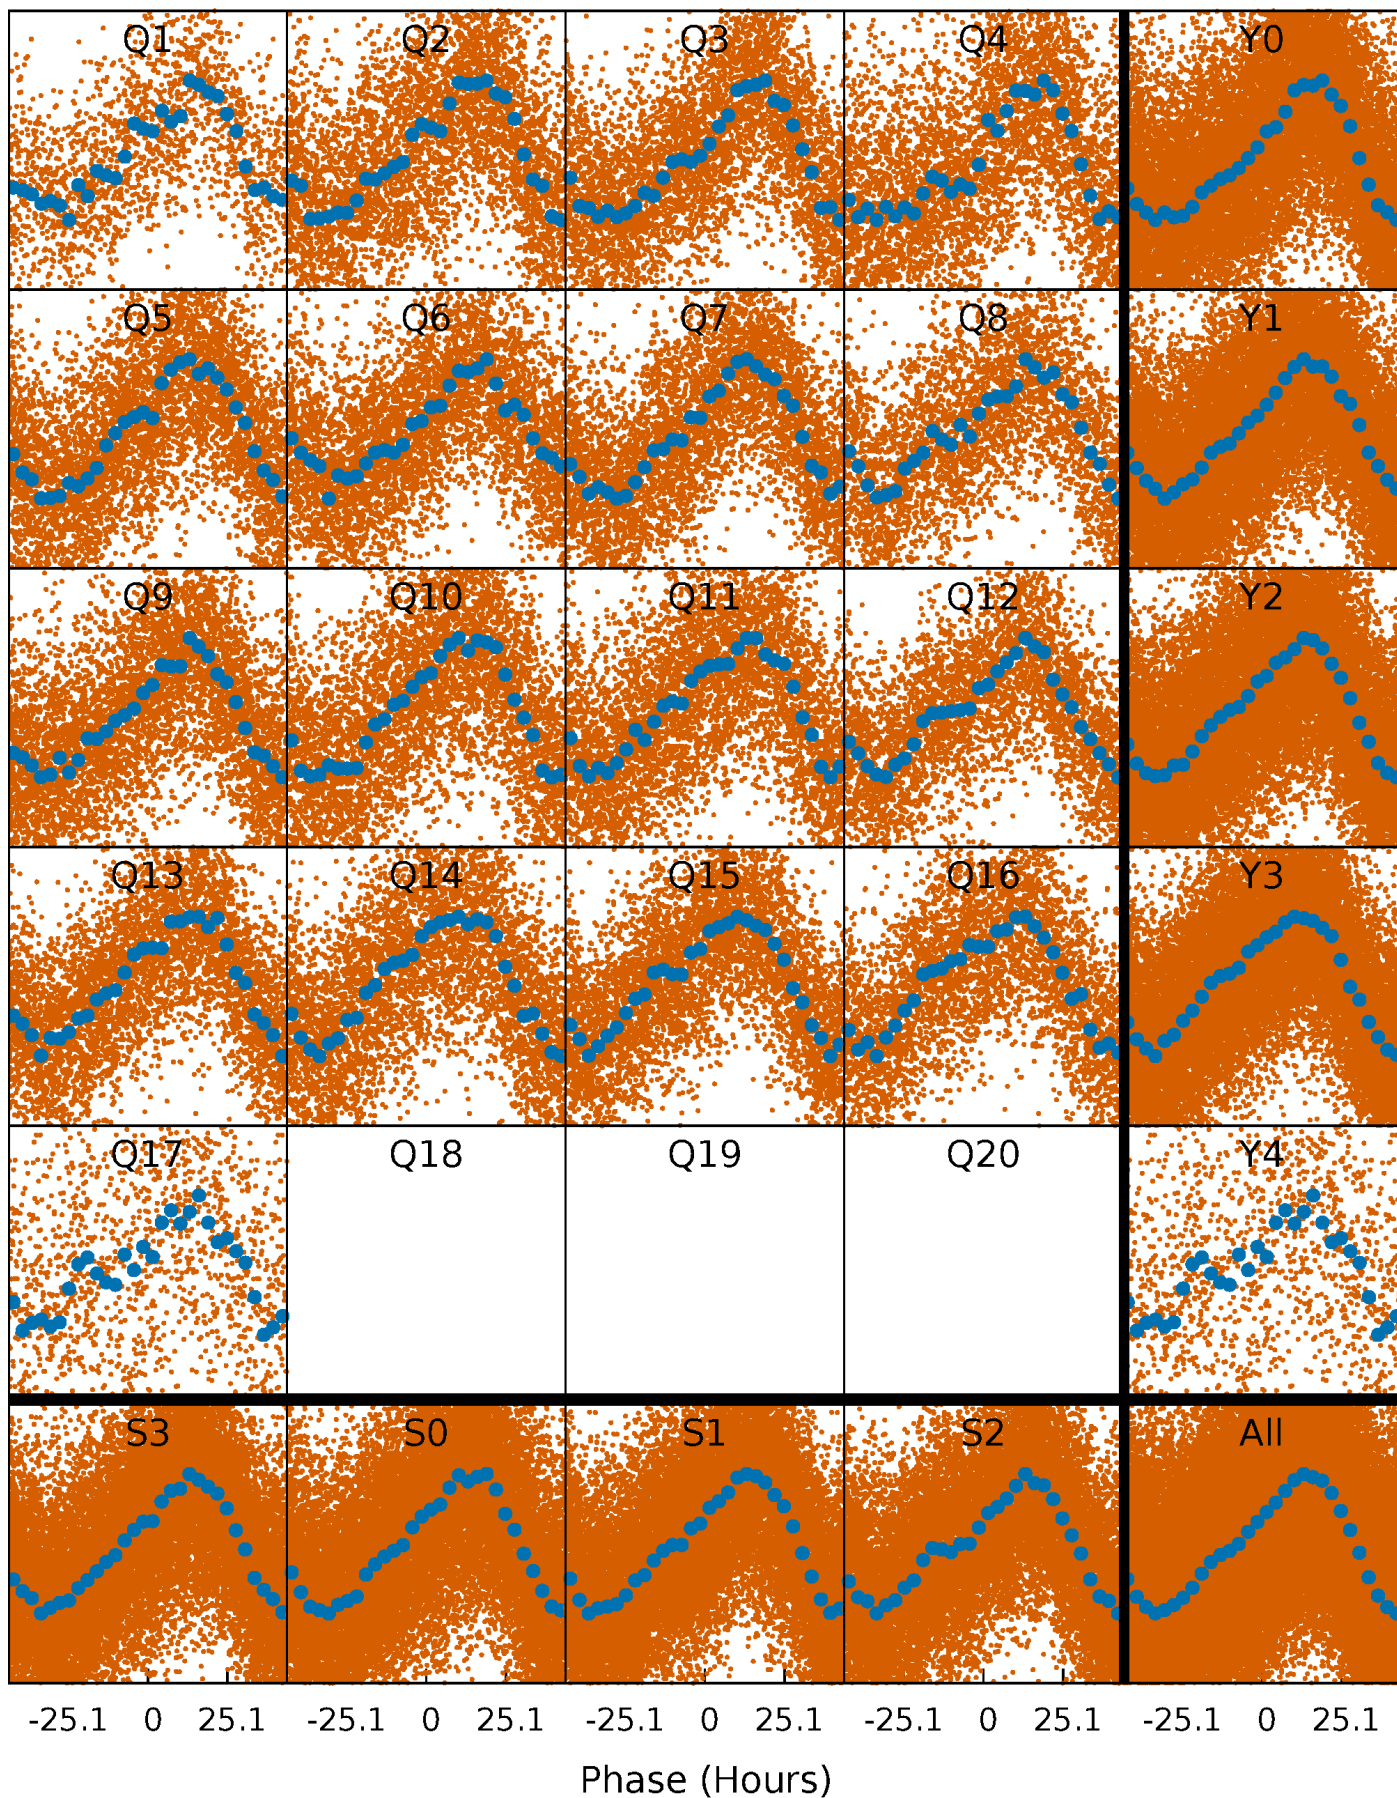 Q1 Q2 Q3 Q4 Y0
Q5 Q6 Q7 Q8 Y1
Q9 Q10 Q11 Q12 Y2
Q13 Q14 Q15 Q16 Y3
Q17 Q18 Q19 Q20 Y4
S3 S0 S1 S2 All
-25.1 0 25.1 -25.1 0 25.1 -25.1 0 25.1 -25.1 0 25.1 -25.1 0 25.1
Phase (Hours)